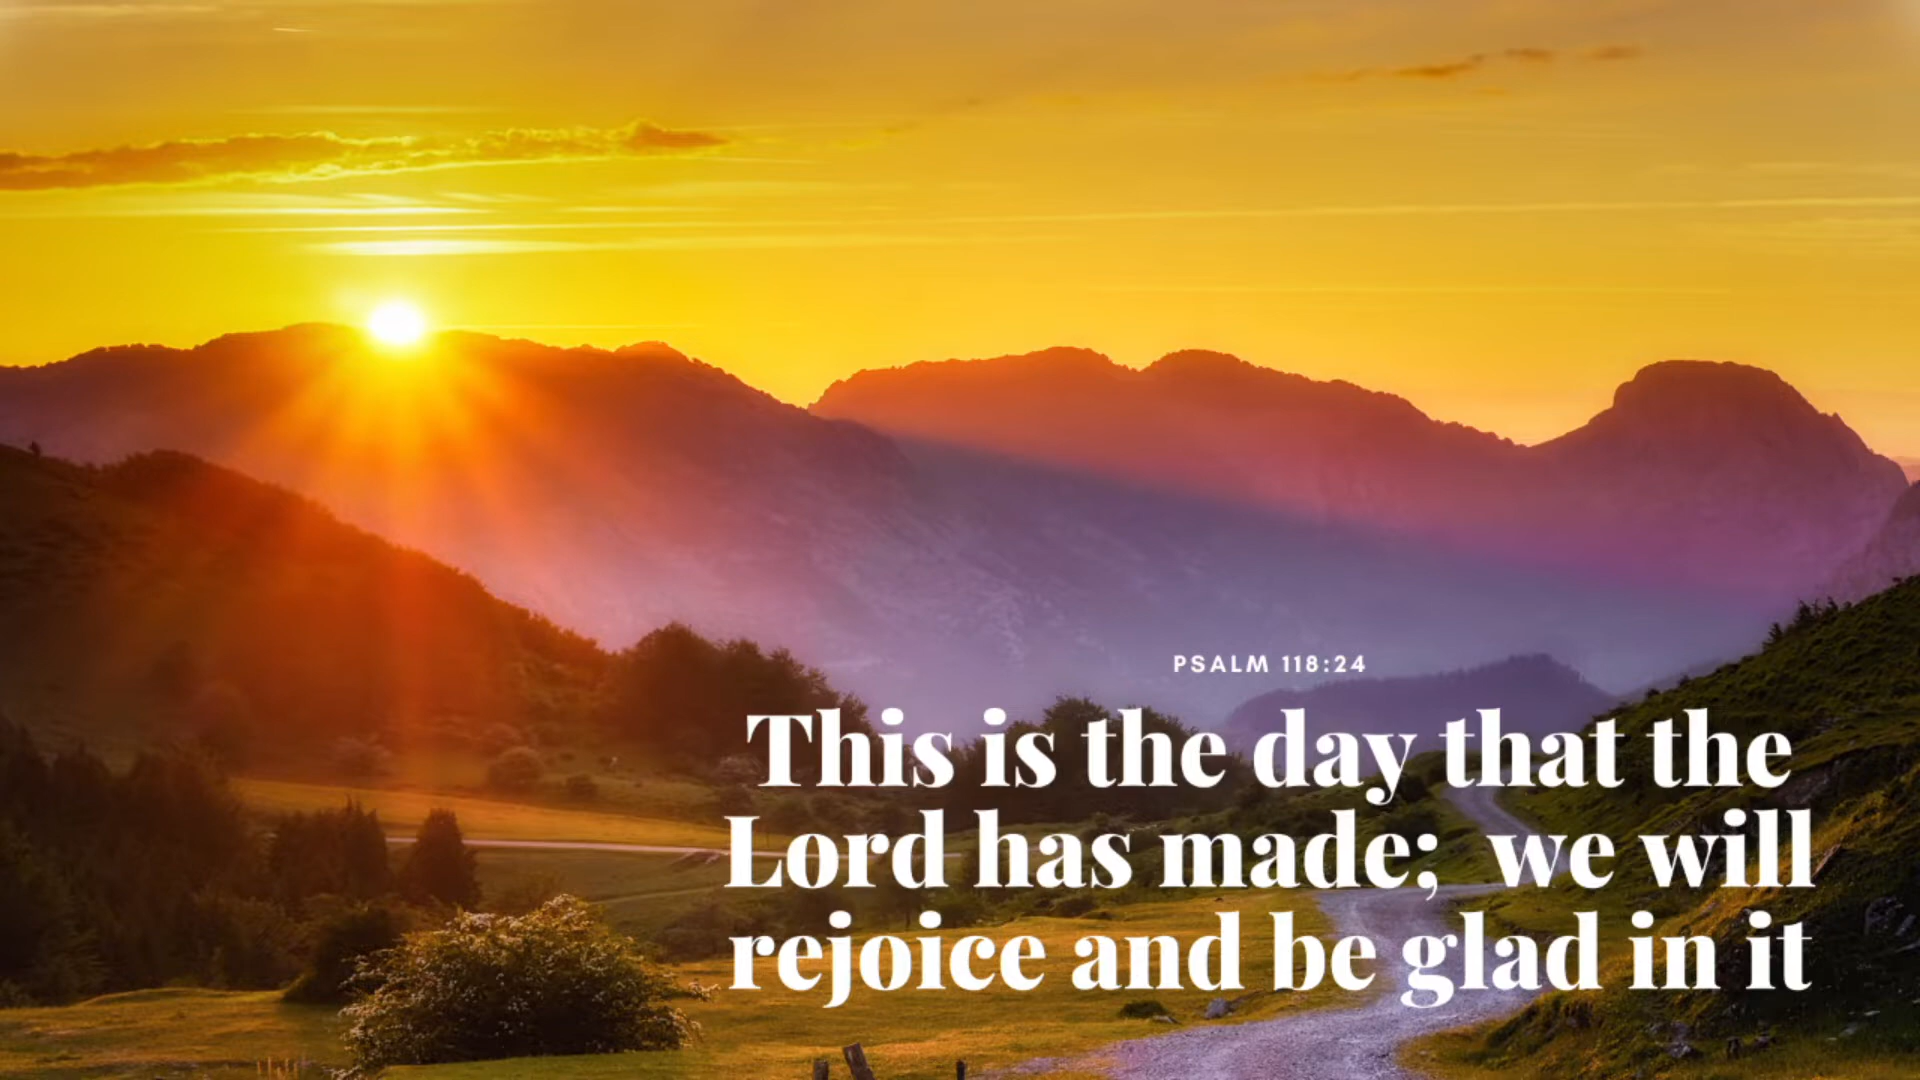 PSALM 118:24
This is the day that the
Lord has made;  we will
rejoice and be glad in it